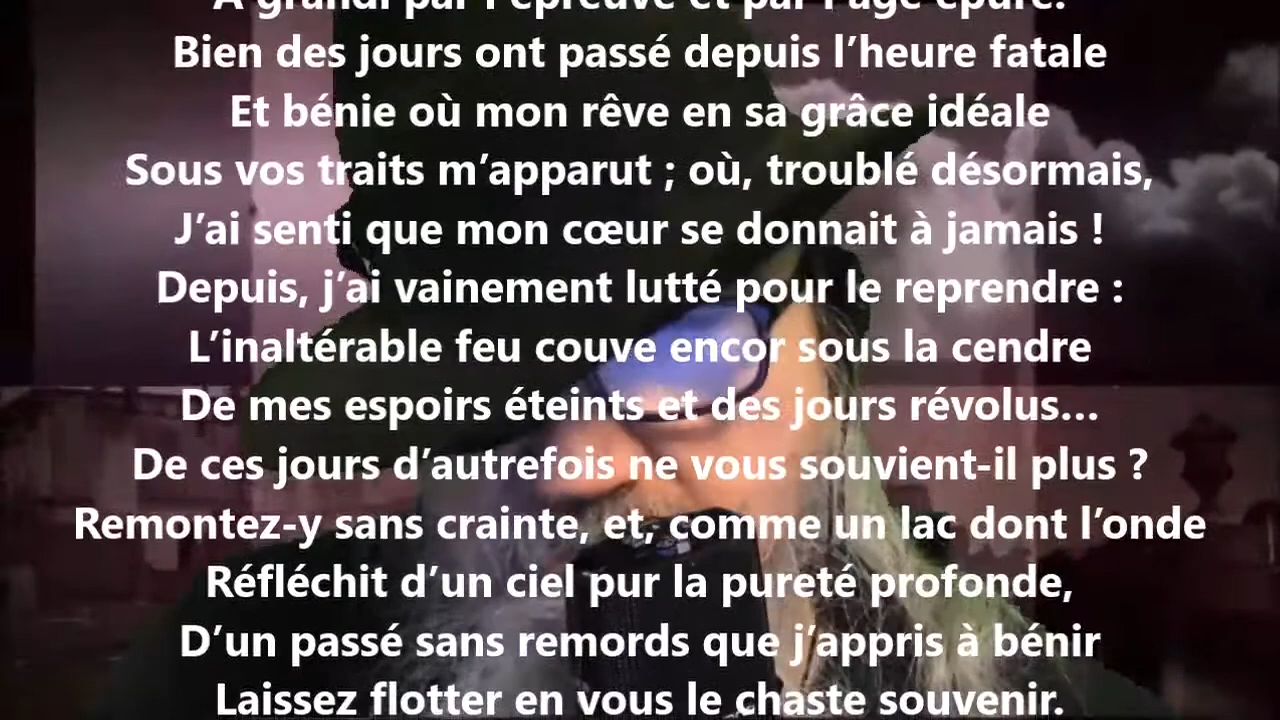 A grandi par l’épreuve et par l’âge épuré.
Bien des jours ont passé depuis l’heure fatale
Et bénie où mon rêve en sa grâce idéale
Sous vos traits m’apparut ; où, troublé désormais,
J’ai senti que mon cœur se donnait à jamais !
Depuis, j’ai vainement lutté pour le reprendre :
L’inaltérable feu couve encor sous la cendre
De mes espoirs éteints et des jours révolus…
De ces jours d’autrefois ne vous souvient-il plus ?
Remontez-y sans crainte, et, comme un lac dont l’onde
Réfléchit d’un ciel pur la pureté profonde,
D’un passé sans remords que j’appris à bénir
Laissez flotter en vous le chaste souvenir.